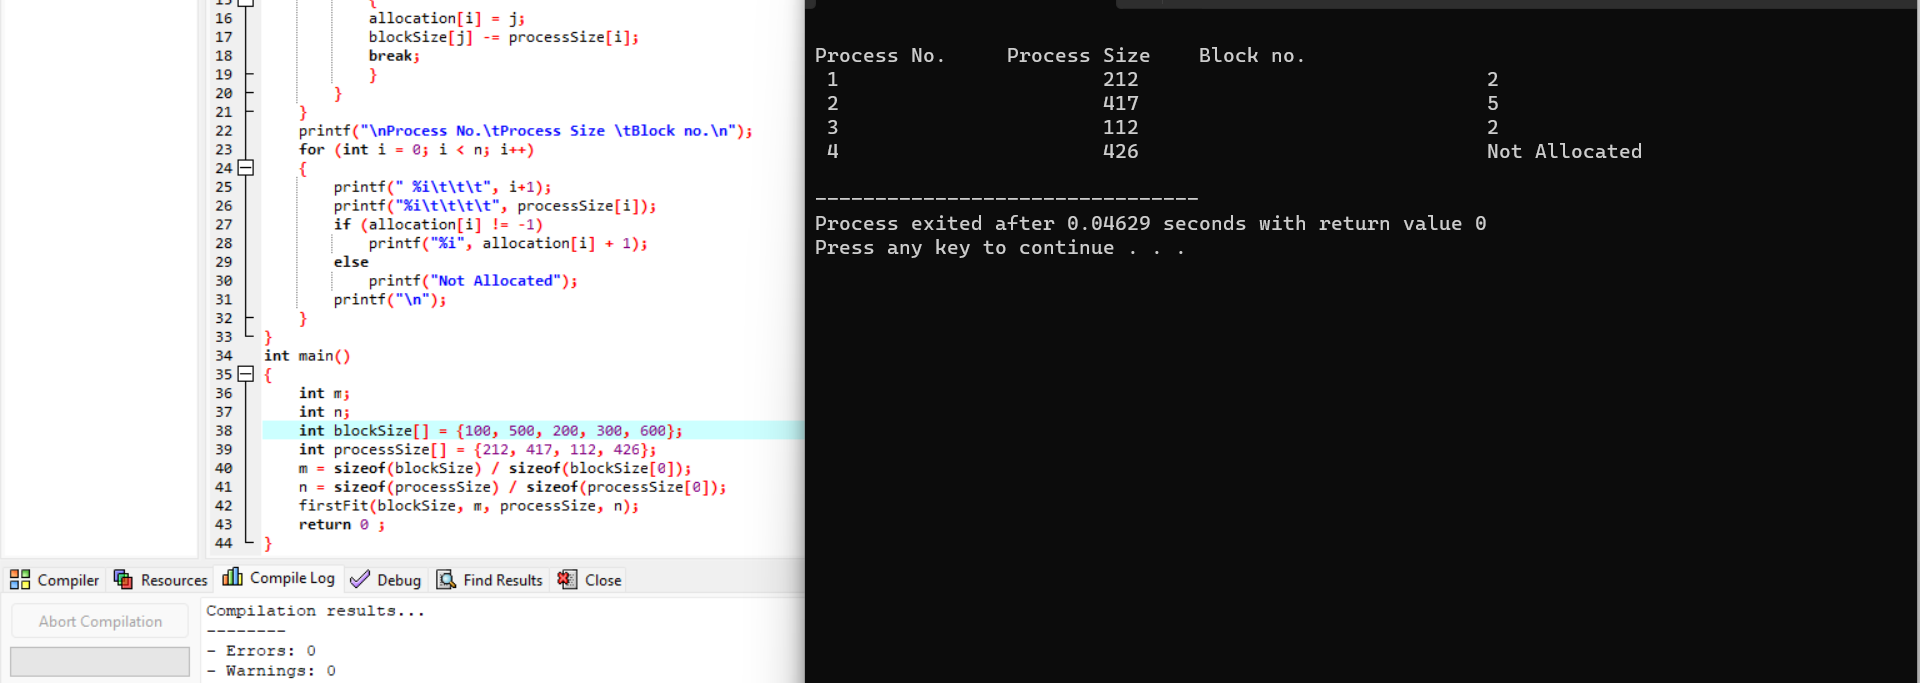 15 {
16 allocation[i] = j;
17 blockSize[j] -= processSize[i];
18 break;
19 }
20 }
21 }
22 printf("\nProcess No.\tProcess Size \tBlock no.\n");
23 for (int i = 0; i < n; i++)
24 {
25 printf(" %i\t\t\t", i+1);
26 printf("%i\t\t\t\t", processSize[i]);
27 if (allocation[i] != -1)
28 printf("%i", allocation[i] + 1);
29 else
30 printf("Not Allocated");
31 printf("\n");
32 }
33 }
34 int main()
35 {
36 int m;
37 int n;
38 int blockSize[] = {100, 500, 200, 300, 600};
39 int processSize[] = {212, 417, 112, 426};
40 m = sizeof(blockSize) / sizeof(blockSize[0]);
41 n = sizeof(processSize) / sizeof(processSize[0]);
42 firstFit(blockSize, m, processSize, n);
43 return 0 ;
44 }
Compiler Resources Compile Log Debug Find Results Close
Abort Compilation
Compilation results...
--------
- Errors: 0
- Warnings: 0
Process No. Process Size Block no.
1 212 2
2 417 5
3 112 2
4 426 Not Allocated
--------------------------------
Process exited after 0.04629 seconds with return value 0
Press any key to continue . . .